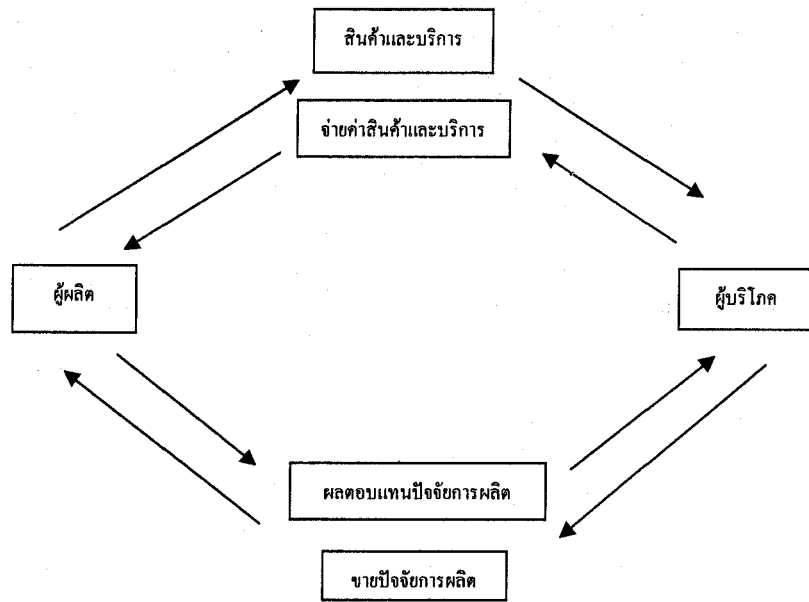 สินค้าและบริการ
จ่ายค่าสินค้าและบริการ
ผู้ผลิต
ผู้บริโภค
ผลตอบแทนปัจจัยการผลิต
ขายปัจจัยการผลิต